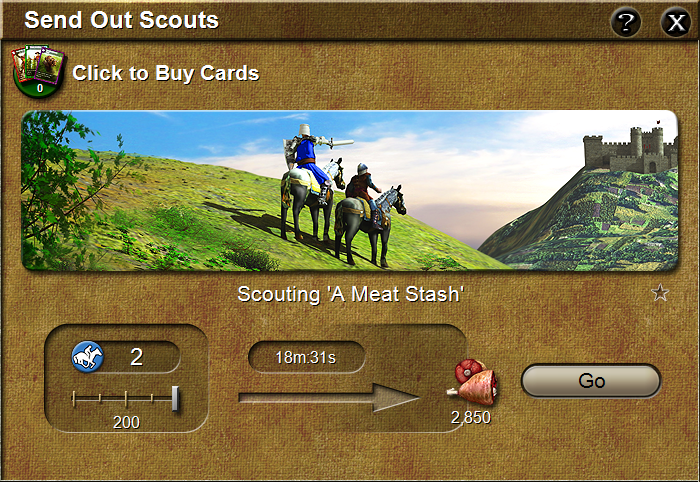 Send Out Scouts
?
X
0
Click to Buy Cards
Scouting 'A Meat Stash'
2
18m:31s
Go
200
2,850